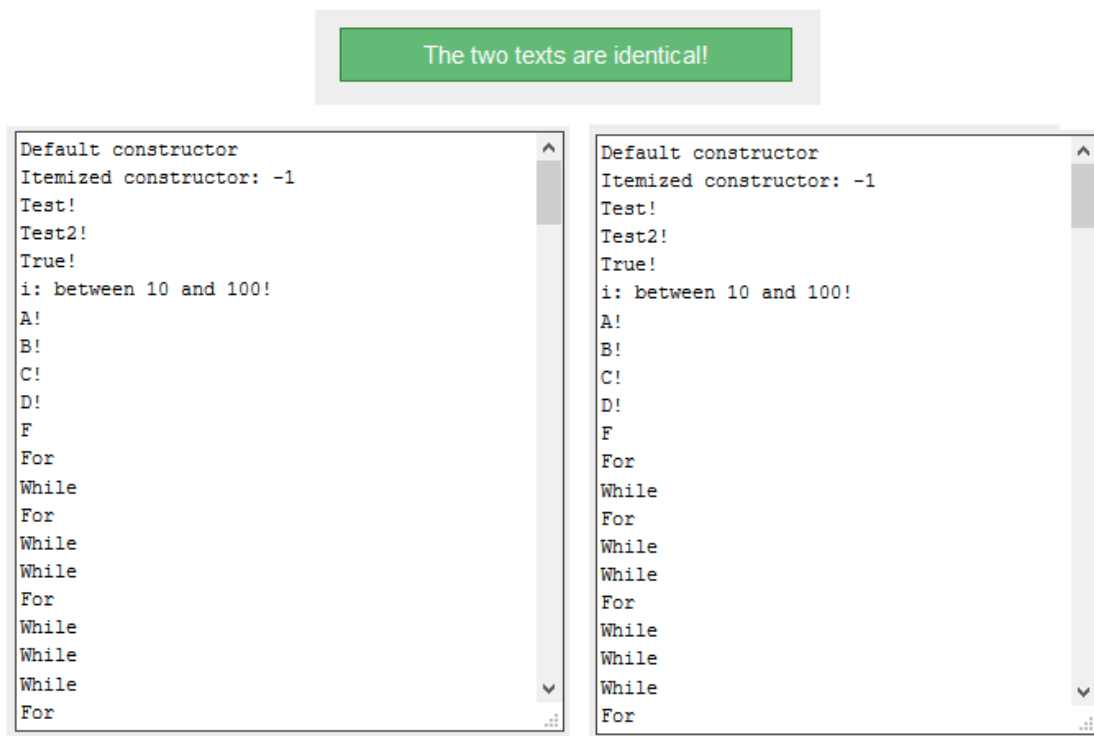 The two texts are identical!
Default constructor
Itemized constructor: -1
Test!
Test2!
True!
i: between 10 and 100!
A!
B!
C!
D!
F
For
While
For
While
While
For
While
While
While
For
Default constructor
Itemized constructor: -1
Test!
Test2!
True!
i: between 10 and 100!
A!
B!
C!
D!
F
For
While
For
While
While
For
While
While
While
For